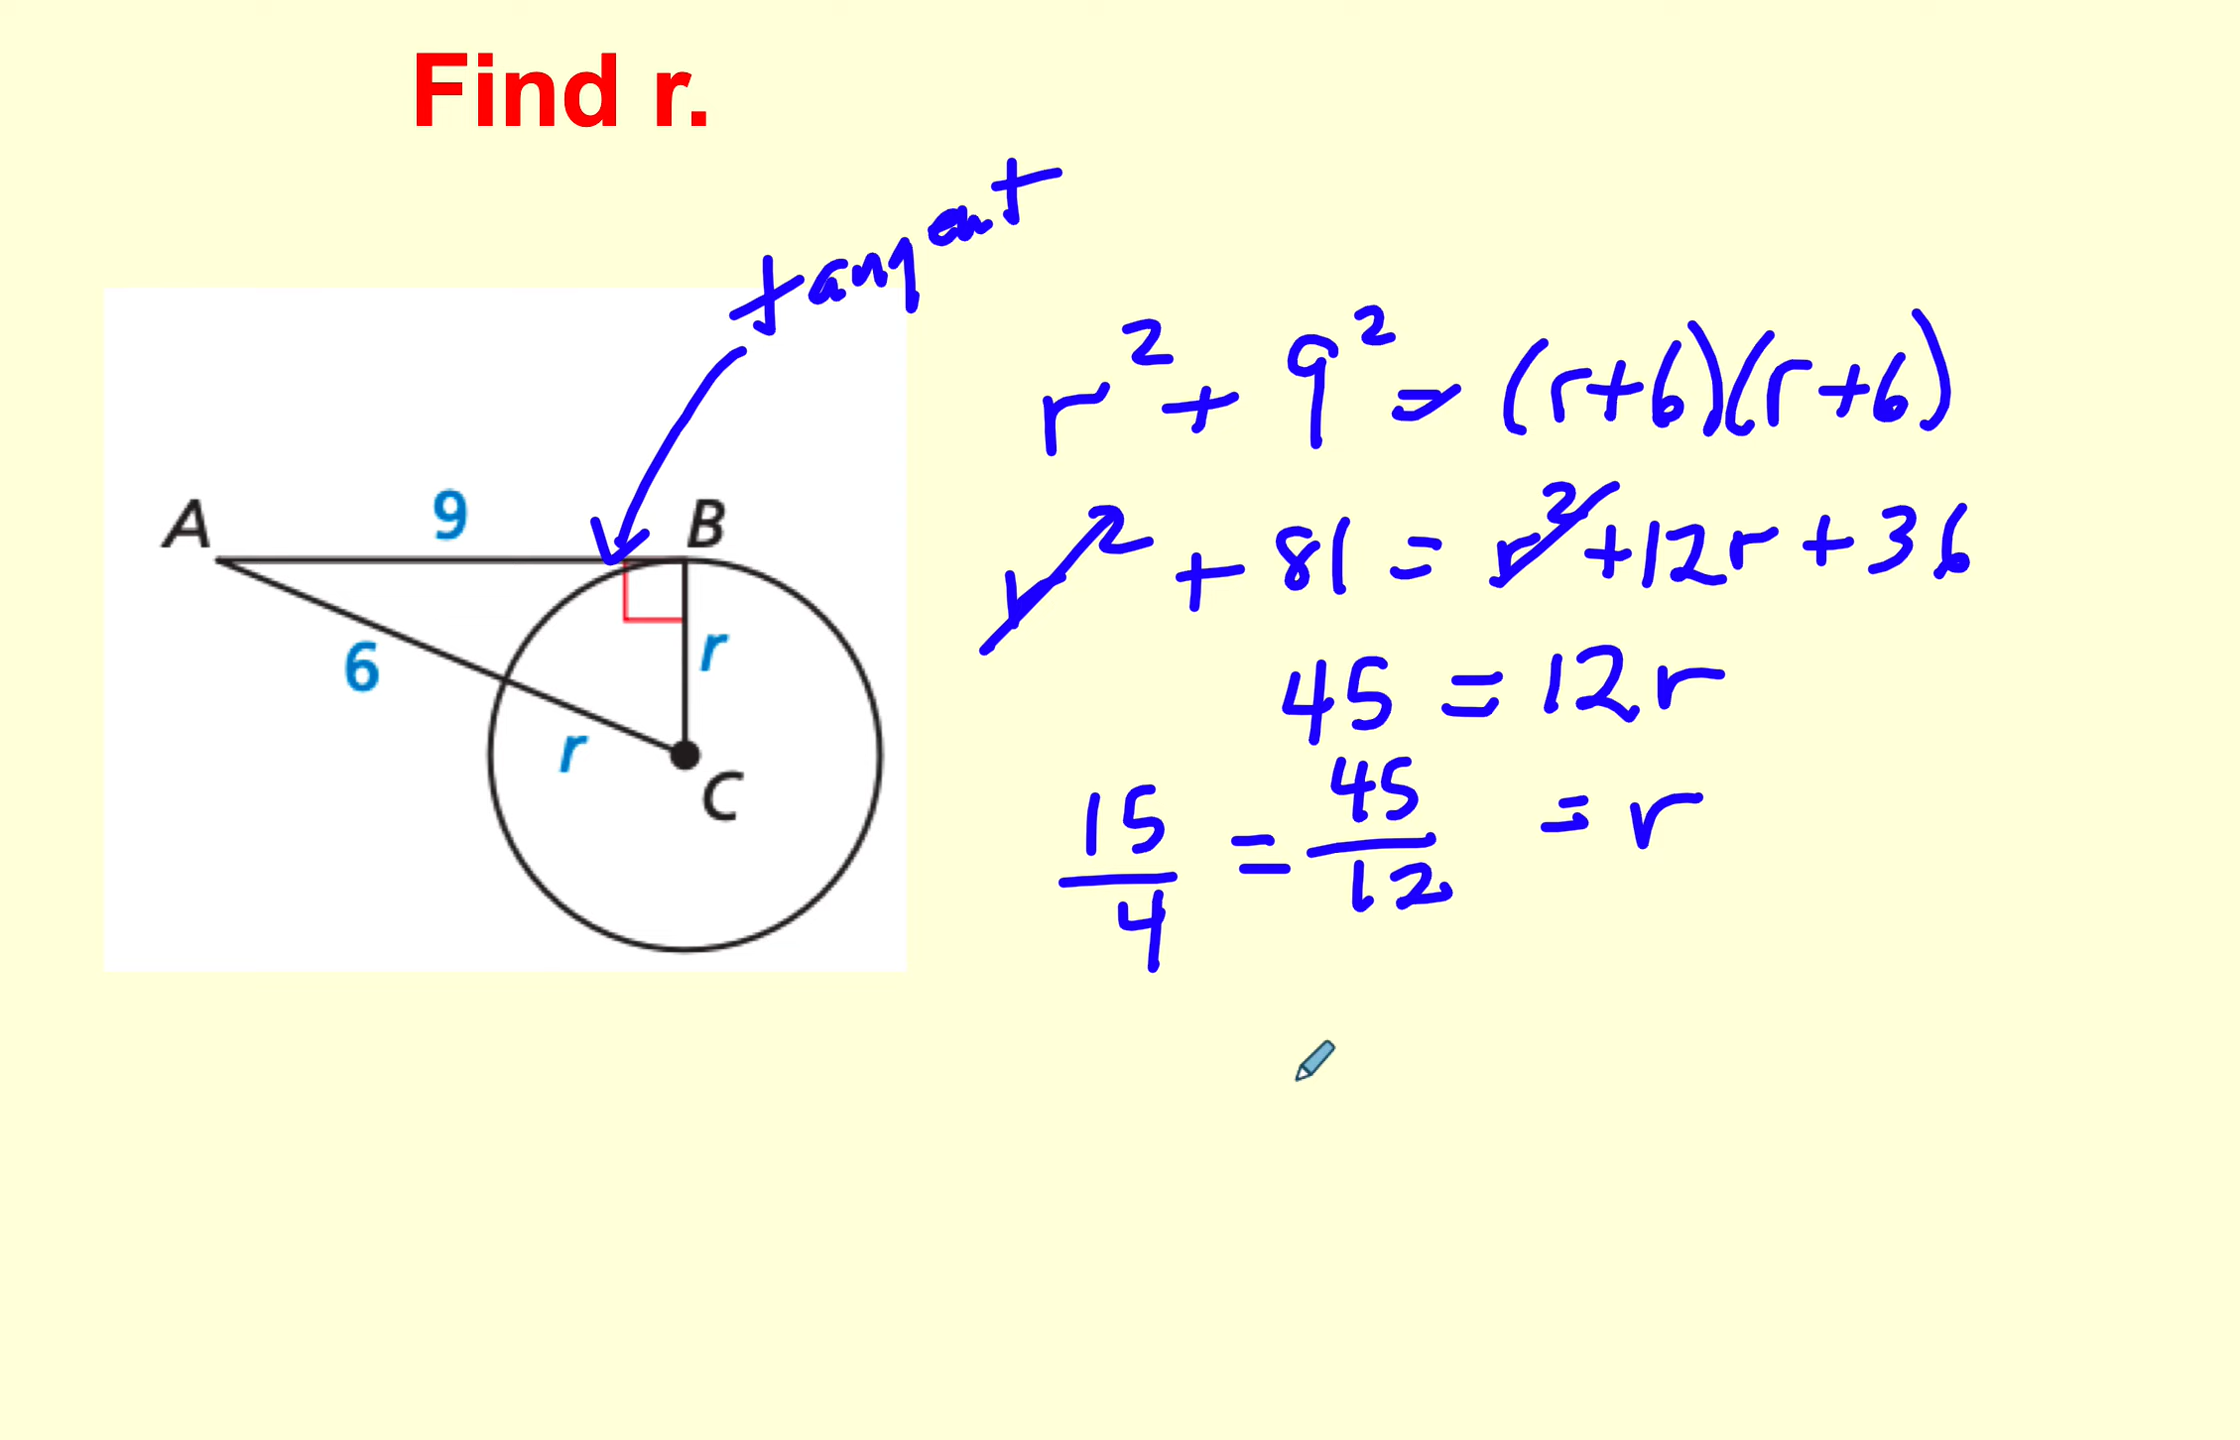 Find r.
tangent
A 9 B
6 r
r
C
r² + 9² = (r+6)(r+6)
r² + 81 = r² + 12r + 36
45 = 12r
15/4 = 45/12 = r